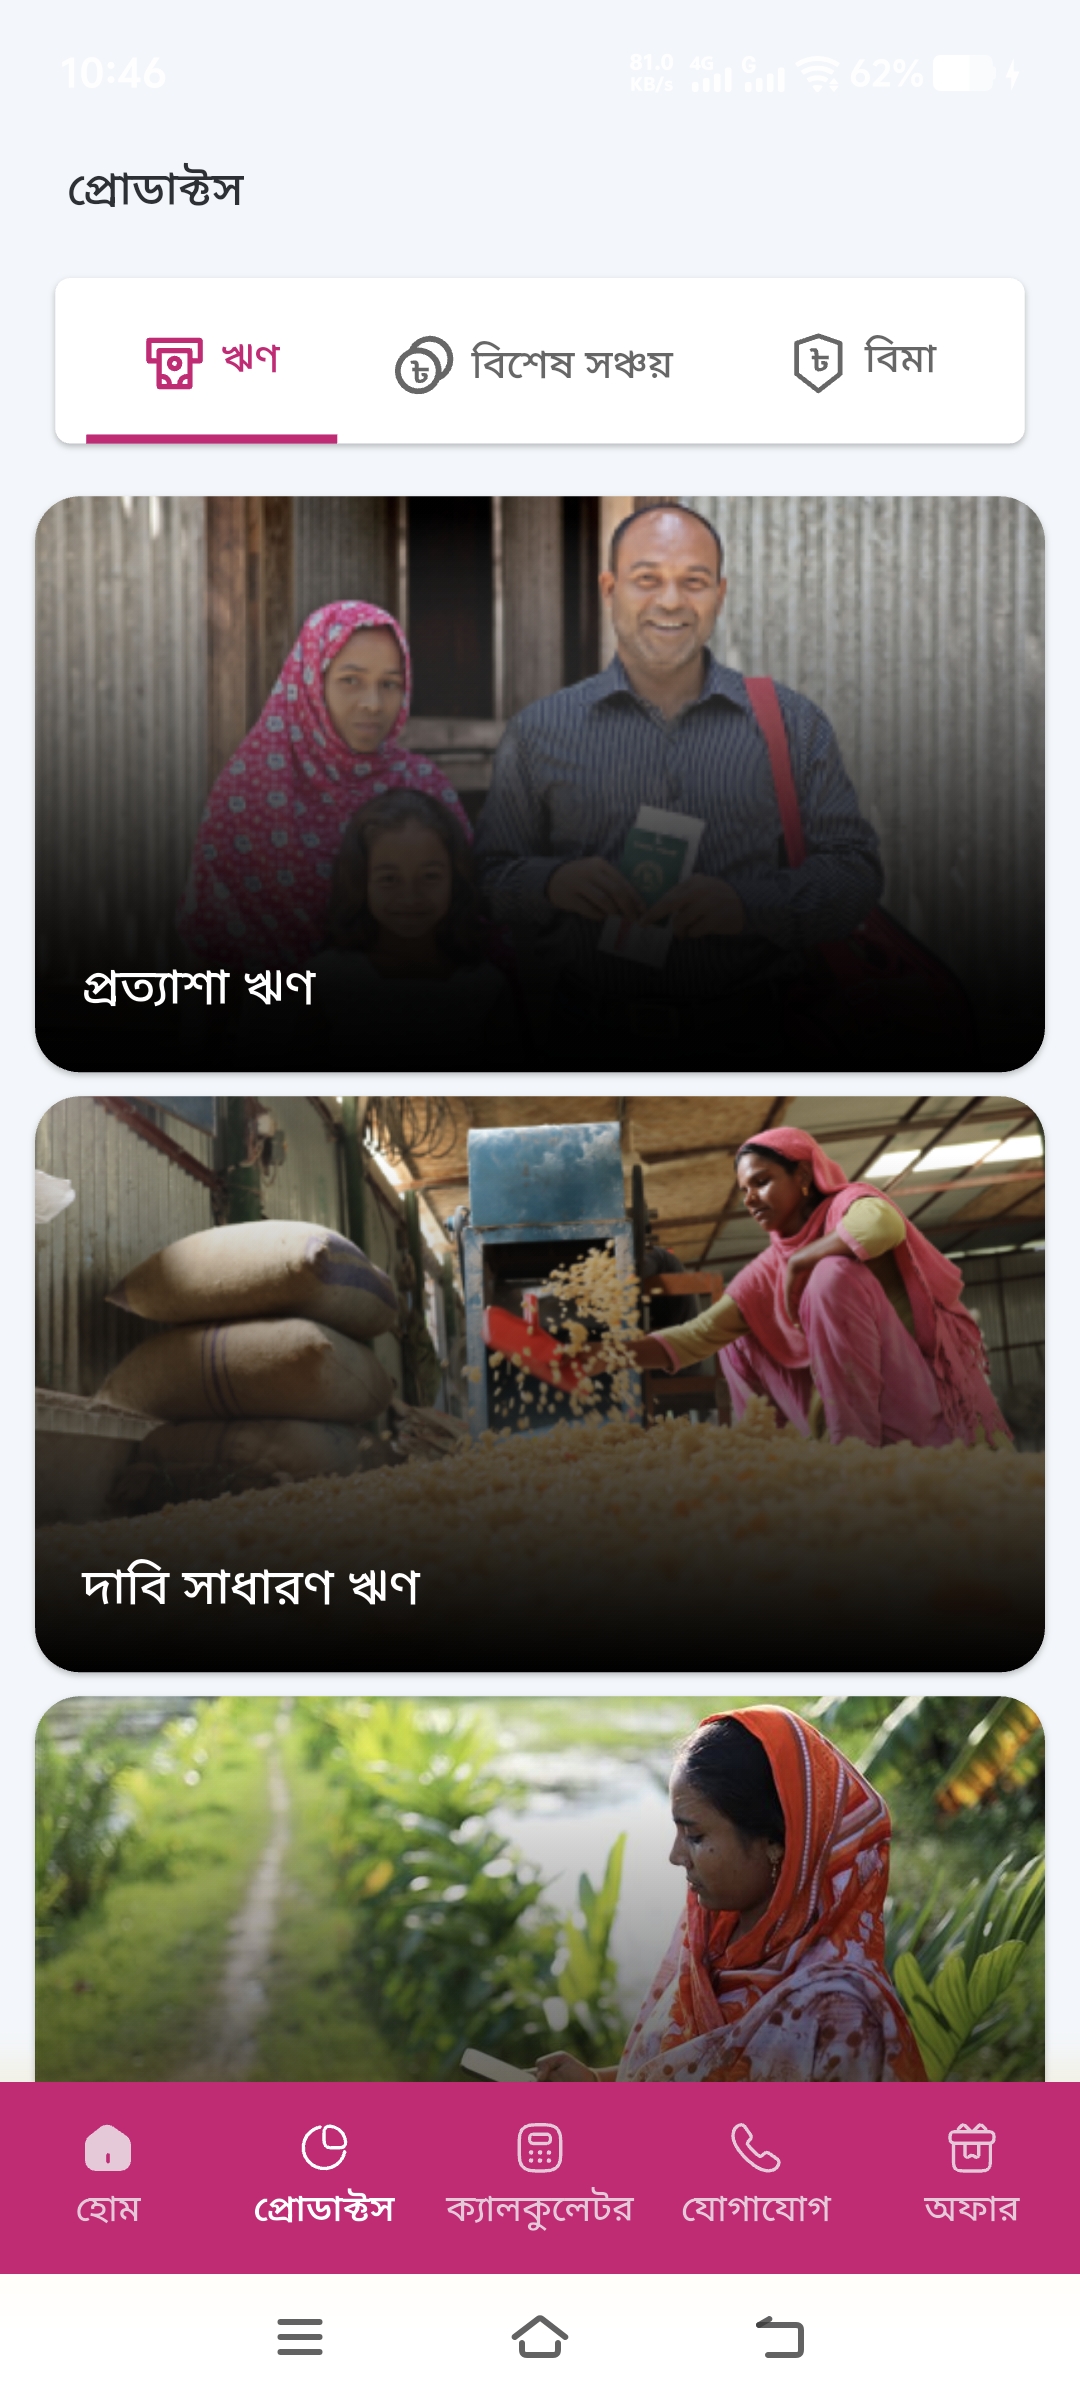 10:46
81.0 KB/s 4G G 62%
প্রোডাক্টস
ঋণ
বিশেষ সঞ্চয়
বিমা
প্রত্যাশা ঋণ
দাবি সাধারণ ঋণ
হোম
প্রোডাক্টস
ক্যালকুলেটর
যোগাযোগ
অফার